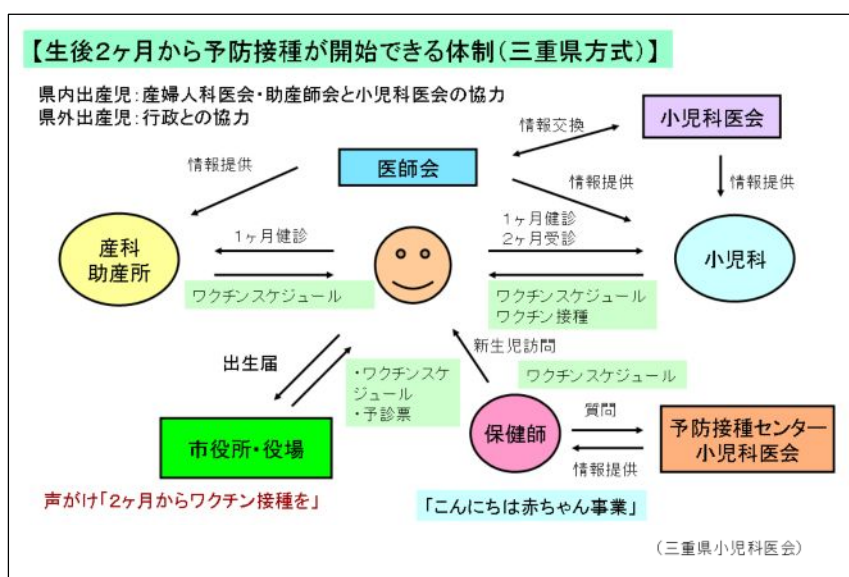 【生後２ヶ月から予防接種が開始できる体制（三重県方式）】
県内出産児：産婦人科医会・助産師会と小児科医会の協力
県外出産児：行政との協力
情報交換
小児科医会
情報提供
医師会
情報提供
情報提供
産科
助産所
1ヶ月健診
ワクチンスケジュール
1ヶ月健診
2ヶ月受診
小児科
ワクチンスケジュール
ワクチン接種
出生届
・ワクチンスケ
ジュール
・予診票
新生児訪問
ワクチンスケジュール
市役所・役場
保健師
質問
情報提供
予防接種センター
小児科医会
声がけ「２ヶ月からワクチン接種を」
「こんにちは赤ちゃん事業」
（三重県小児科医会）